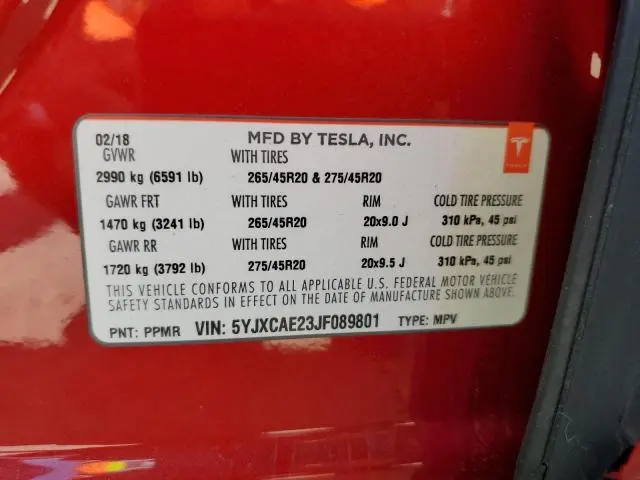 02/18 MFD BY TESLA, INC.
GVWR WITH TIRES
2990 kg (6591 lb) 265/45R20 & 275/45R20
GAWR FRT WITH TIRES RIM COLD TIRE PRESSURE
1470 kg (3241 lb) 265/45R20 20x9.0 J 310 kPa, 45 psi
GAWR RR WITH TIRES RIM COLD TIRE PRESSURE
1720 kg (3792 lb) 275/45R20 20x9.5 J 310 kPa, 45 psi
THIS VEHICLE CONFORMS TO ALL APPLICABLE U.S. FEDERAL MOTOR VEHICLE
SAFETY STANDARDS IN EFFECT ON THE DATE OF MANUFACTURE SHOWN ABOVE.
PNT: PPMR VIN: 5YJXCAE23JF089801 TYPE: MPV
TESLA